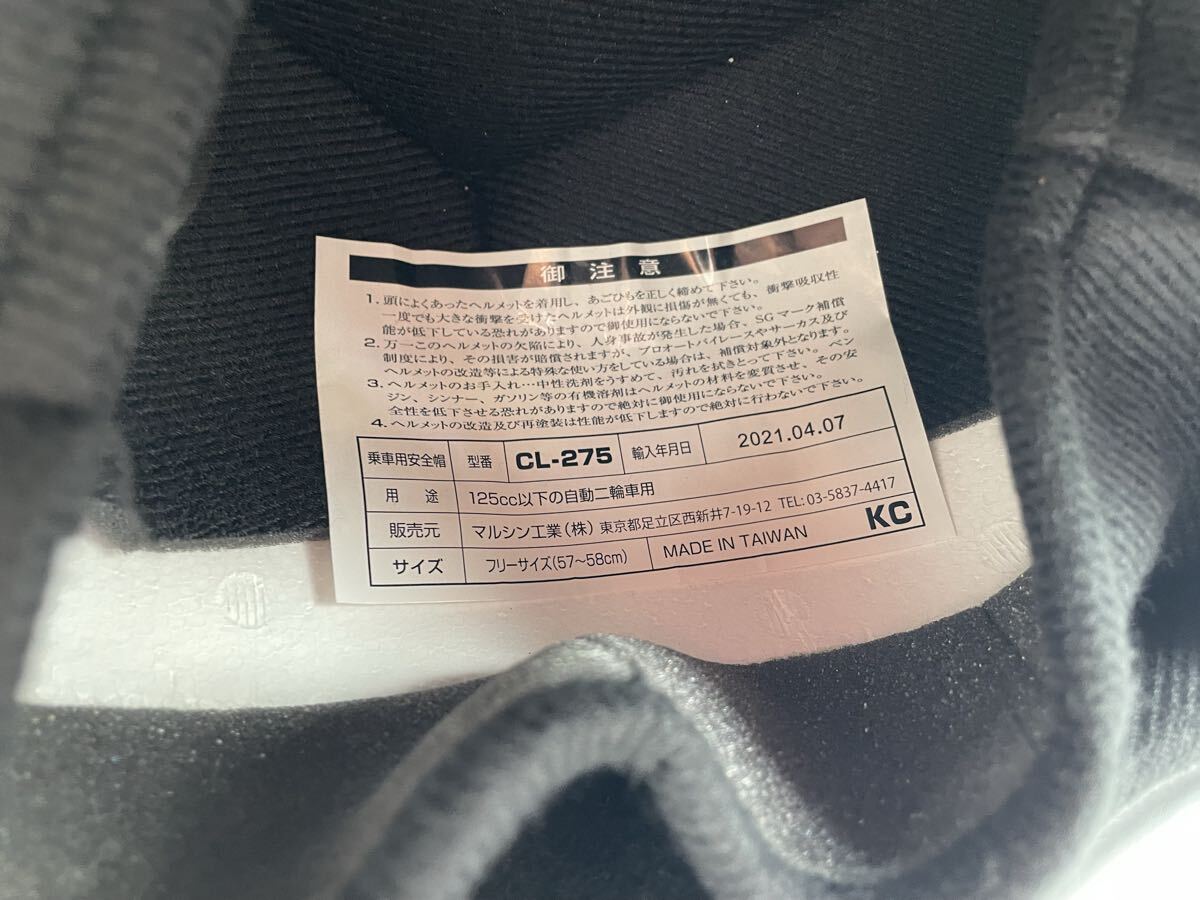 御注意
1. 頭によくあったヘルメットを着用し、あごひもを正しく締めて下さい。
一度でも大きな衝撃を受けたヘルメットは外観に損傷が無くても、衝撃吸収性
能が低下している恐れがありますので御使用にならないで下さい。
2. 万一このヘルメットの欠陥により、人身事故が発生した場合、SGマーク補償
制度により、その損害が賠償されますが、プロオートバイレースやサーカス及び
ヘルメットの改造等による特殊な使い方をしている場合は、補償対象外となります。
3. ヘルメットのお手入れ…中性洗剤をうすめて、汚れを拭きとって下さい。ベン
ジン、シンナー、ガソリン等の有機溶剤はヘルメットの材料を変質させ、その安
全性を低下させる恐れがありますので絶対に御使用にならないで下さい。
4. ヘルメットの改造及び再塗装は性能が低下しますので絶対に行わないで下さい。
乗車用安全帽 型番 CL-275 輸入年月日 2021.04.07
用途 125cc以下の自動二輪車用
販売元 マルシン工業(株) 東京都足立区西新井7-19-12 TEL: 03-5837-4417
サイズ フリーサイズ(57～58cm) MADE IN TAIWAN KC